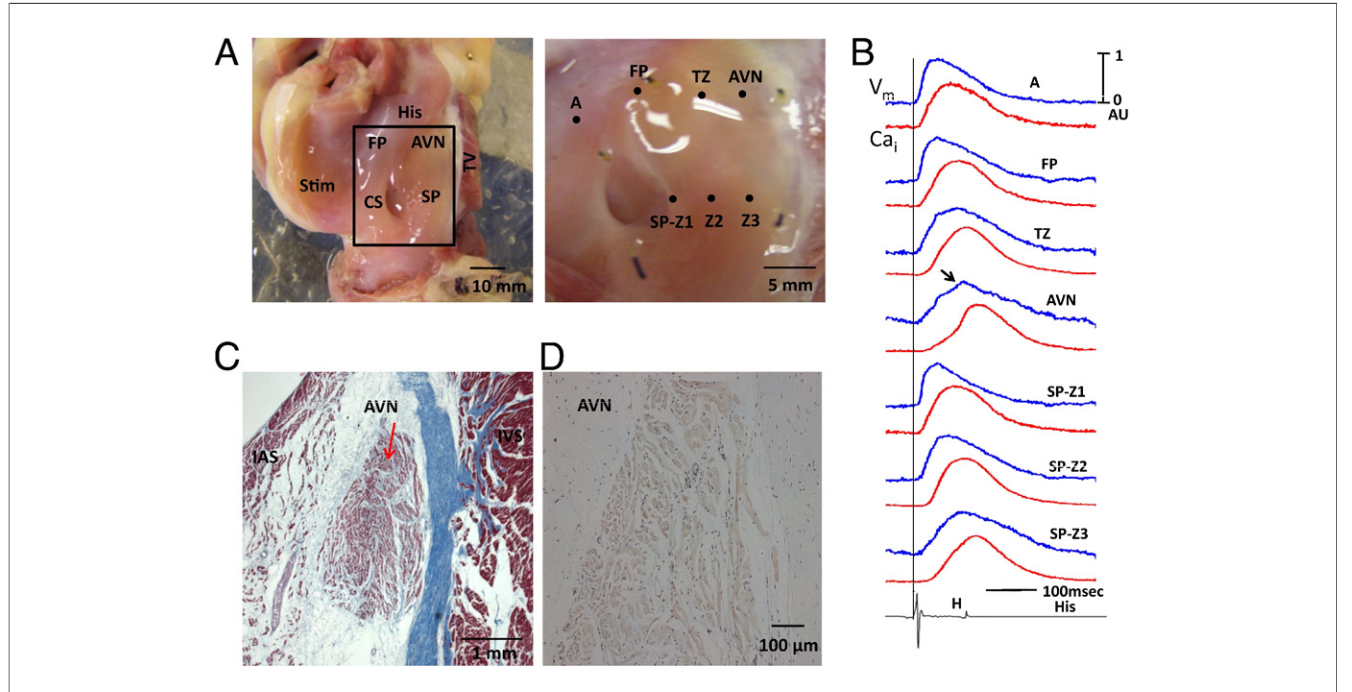 A
His
FP
AVN
TV
Stim
CS
SP
10 mm
FP
TZ
AVN
A
SP-Z1
Z2
Z3
5 mm
B
Vm
Cai
A
1
0
AU
FP
TZ
AVN
SP-Z1
SP-Z2
SP-Z3
100msec
His
H
C
AVN
IAS
IVS
1 mm
D
AVN
100 µm